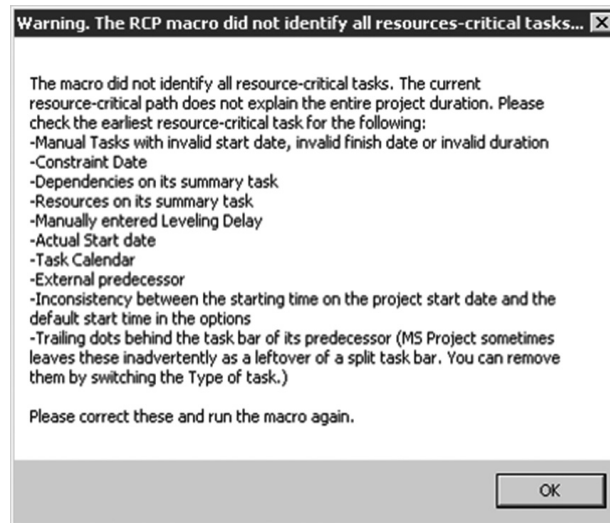 Warning. The RCP macro did not identify all resources-critical tasks...
The macro did not identify all resource-critical tasks. The current
resource-critical path does not explain the entire project duration. Please
check the earliest resource-critical task for the following:
-Manual Tasks with invalid start date, invalid finish date or invalid duration
-Constraint Date
-Dependencies on its summary task
-Resources on its summary task
-Manually entered Leveling Delay
-Actual Start date
-Task Calendar
-External predecessor
-Inconsistency between the starting time on the project start date and the
default start time in the options
-Trailing dots behind the task bar of its predecessor (MS Project sometimes
leaves these inadvertently as a leftover of a split task bar. You can remove
them by switching the Type of task.)
Please correct these and run the macro again.
OK